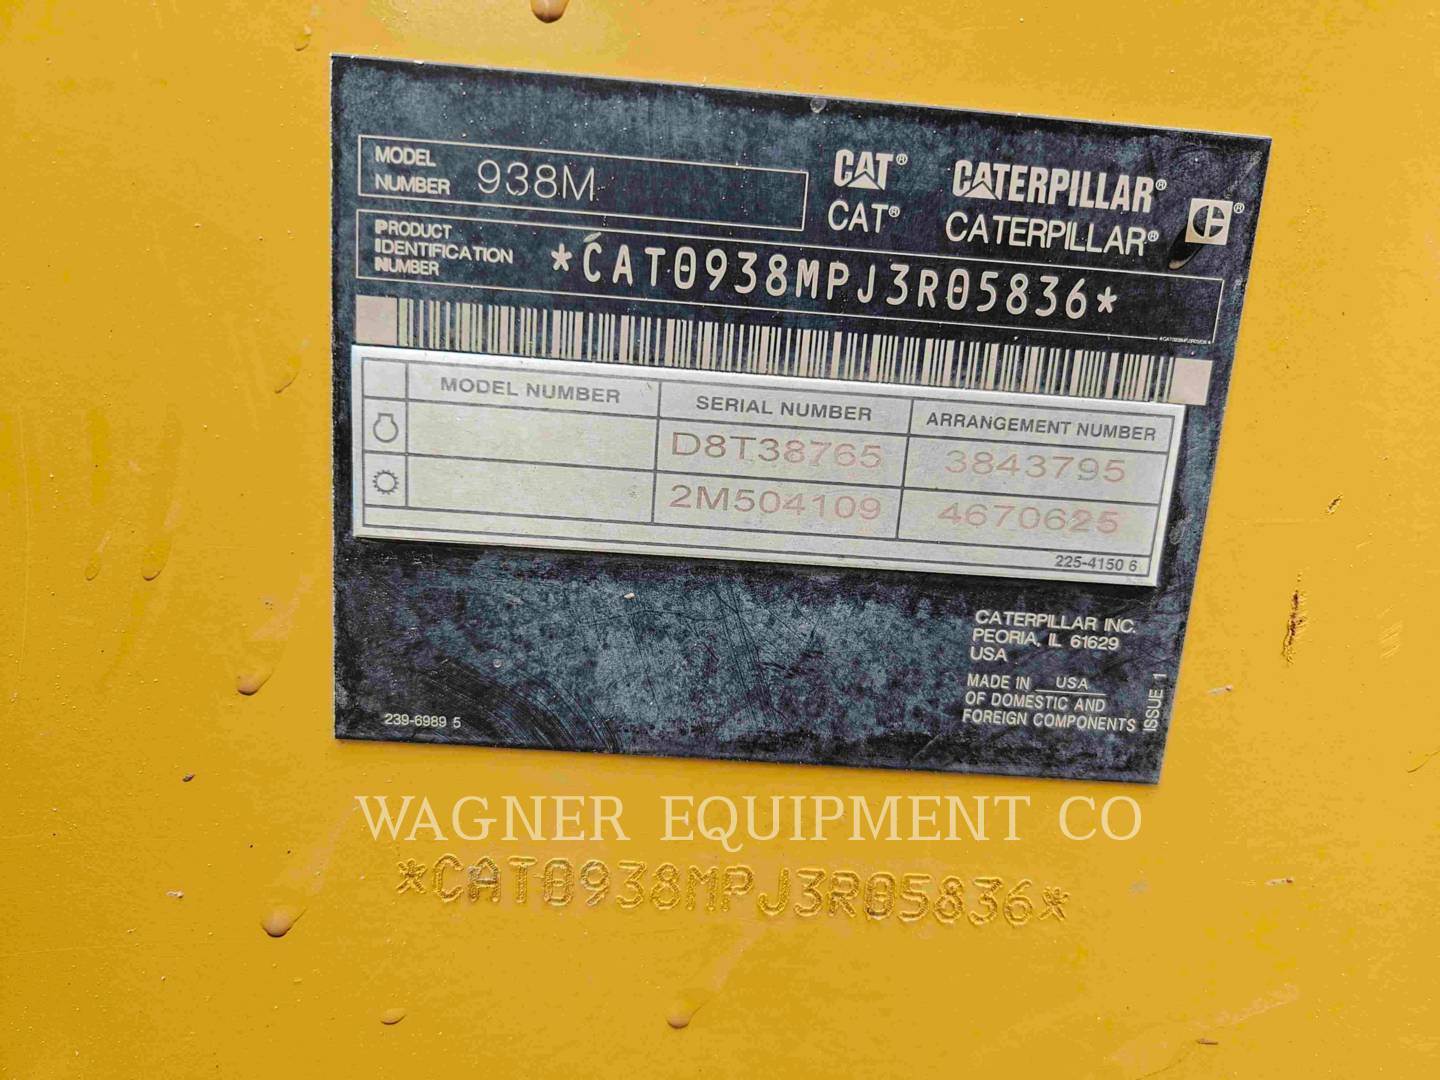 MODEL
NUMBER 938M
CAT® CATERPILLAR®
CAT® CATERPILLAR®
PRODUCT
IDENTIFICATION
NUMBER
*CAT0938MPJ3R05836*
MODEL NUMBER SERIAL NUMBER ARRANGEMENT NUMBER
D8T38765 3843795
2M504109 4670625
225-4150 6
CATERPILLAR INC.
PEORIA, IL 61629
USA
MADE IN USA
OF DOMESTIC AND
FOREIGN COMPONENTS
ISSUE 1
239-6989 5
WAGNER EQUIPMENT CO
*CAT0938MPJ3R05836*